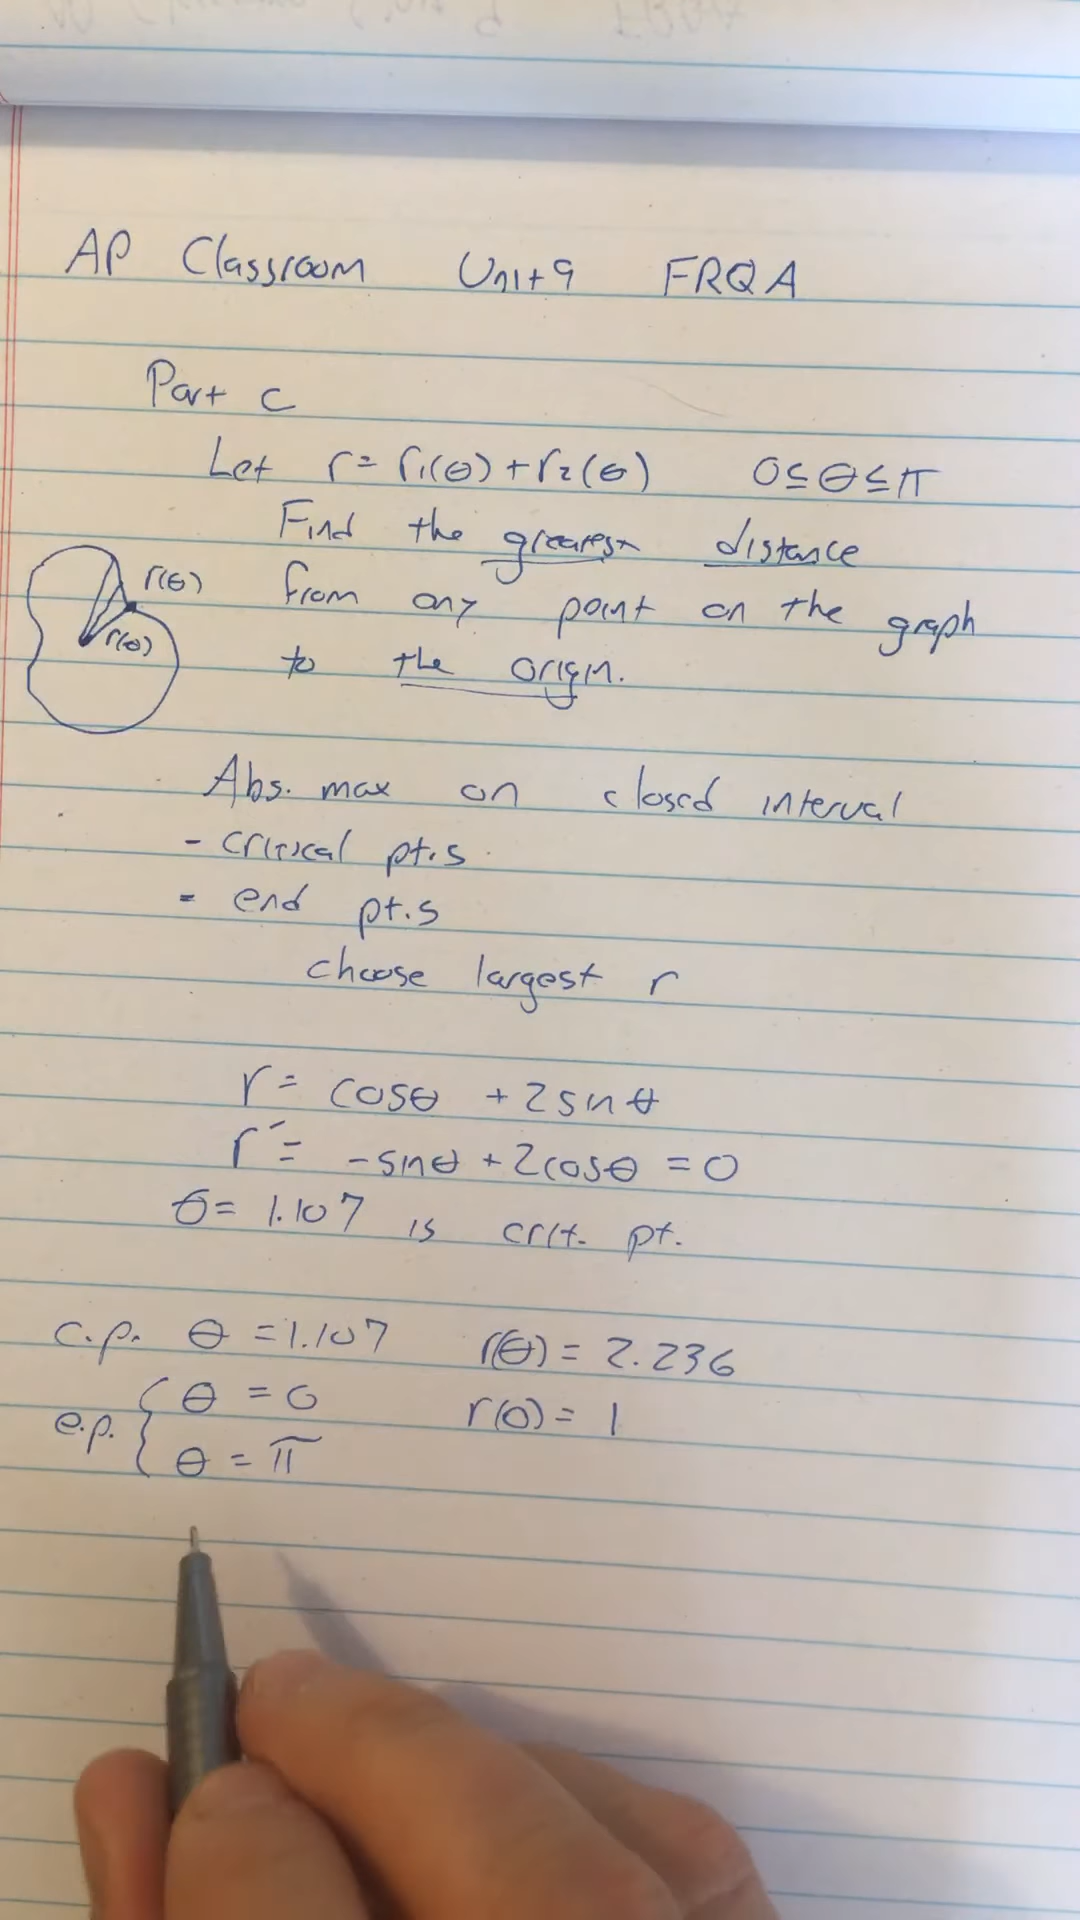 AP Classroom Unit 9 FRQ A
Part c
Let r = r₁(θ) + r₂(θ) 0 ≤ θ ≤ π
Find the greatest distance
from any point on the graph
to the origin.
r(θ)
r(θ)
Abs. max on closed interval
- critical pt.s
- end pt.s
choose largest r
r = cosθ + 2sinθ
r' = -sinθ + 2cosθ = 0
θ = 1.107 is crit. pt.
c.p. θ = 1.107 r(θ) = 2.236
e.p. { θ = 0 r(0) = 1
θ = π